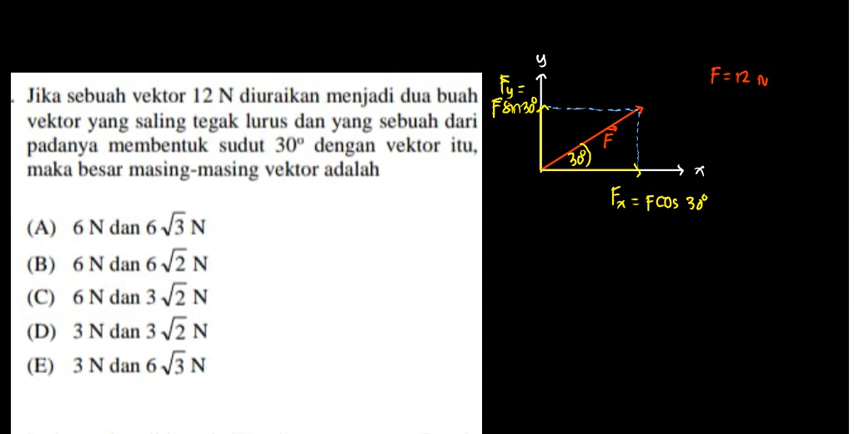 . Jika sebuah vektor 12 N diuraikan menjadi dua buah
vektor yang saling tegak lurus dan yang sebuah dari
padanya membentuk sudut 30° dengan vektor itu,
maka besar masing-masing vektor adalah
(A) 6 N dan 6√3 N
(B) 6 N dan 6√2 N
(C) 6 N dan 3√2 N
(D) 3 N dan 3√2 N
(E) 3 N dan 6√3 N
y
F = 12 N
Fy =
F sin 30°
F
30°
x
Fx = F cos 30°